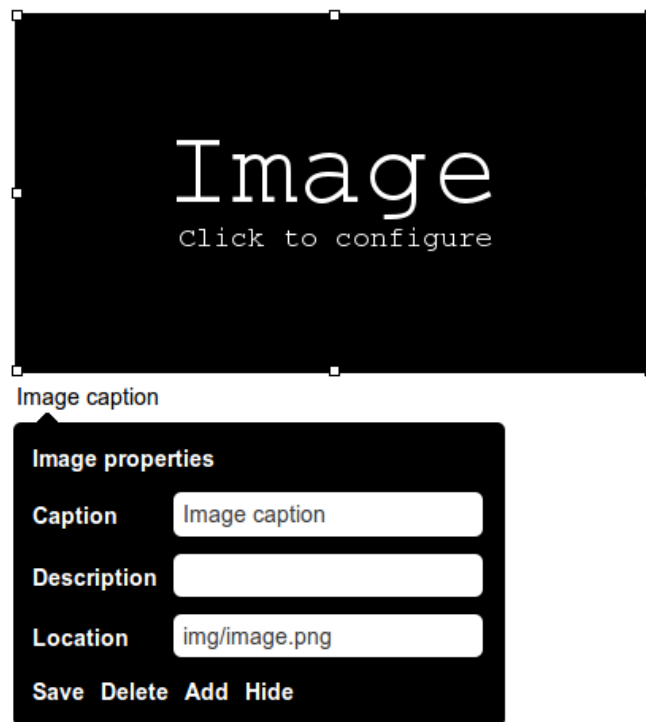 Image
Click to configure
Image caption
Image properties
Caption Image caption
Description
Location img/image.png
Save Delete Add Hide